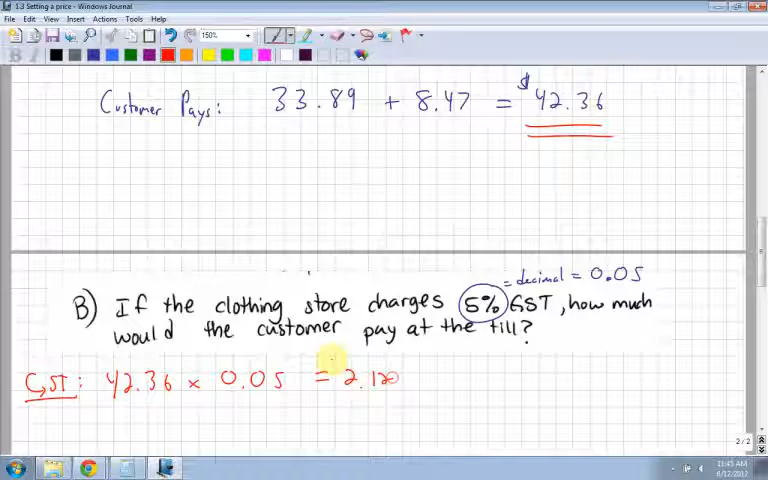 1.3 Setting a price - Windows Journal
File Edit View Insert Actions Tools Help
150%
Customer Pays: 33.89 + 8.47 = $42.36
= decimal = 0.05
B) If the clothing store charges 5% GST, how much
would the customer pay at the till?
GST: 42.36 x 0.05 = 2.120
2 / 2
11:45 AM
6/12/2012